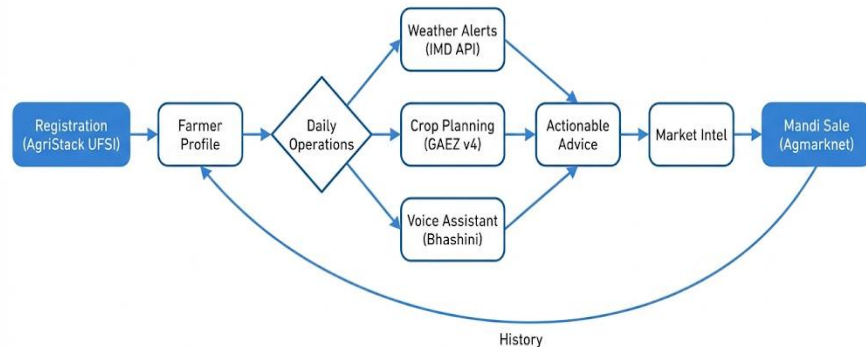 Weather Alerts
(IMD API)
Registration
(AgriStack UFSI)
Farmer
Profile
Daily
Operations
Crop Planning
(GAEZ v4)
Actionable
Advice
Market Intel
Mandi Sale
(Agmarknet)
Voice Assistant
(Bhashini)
History